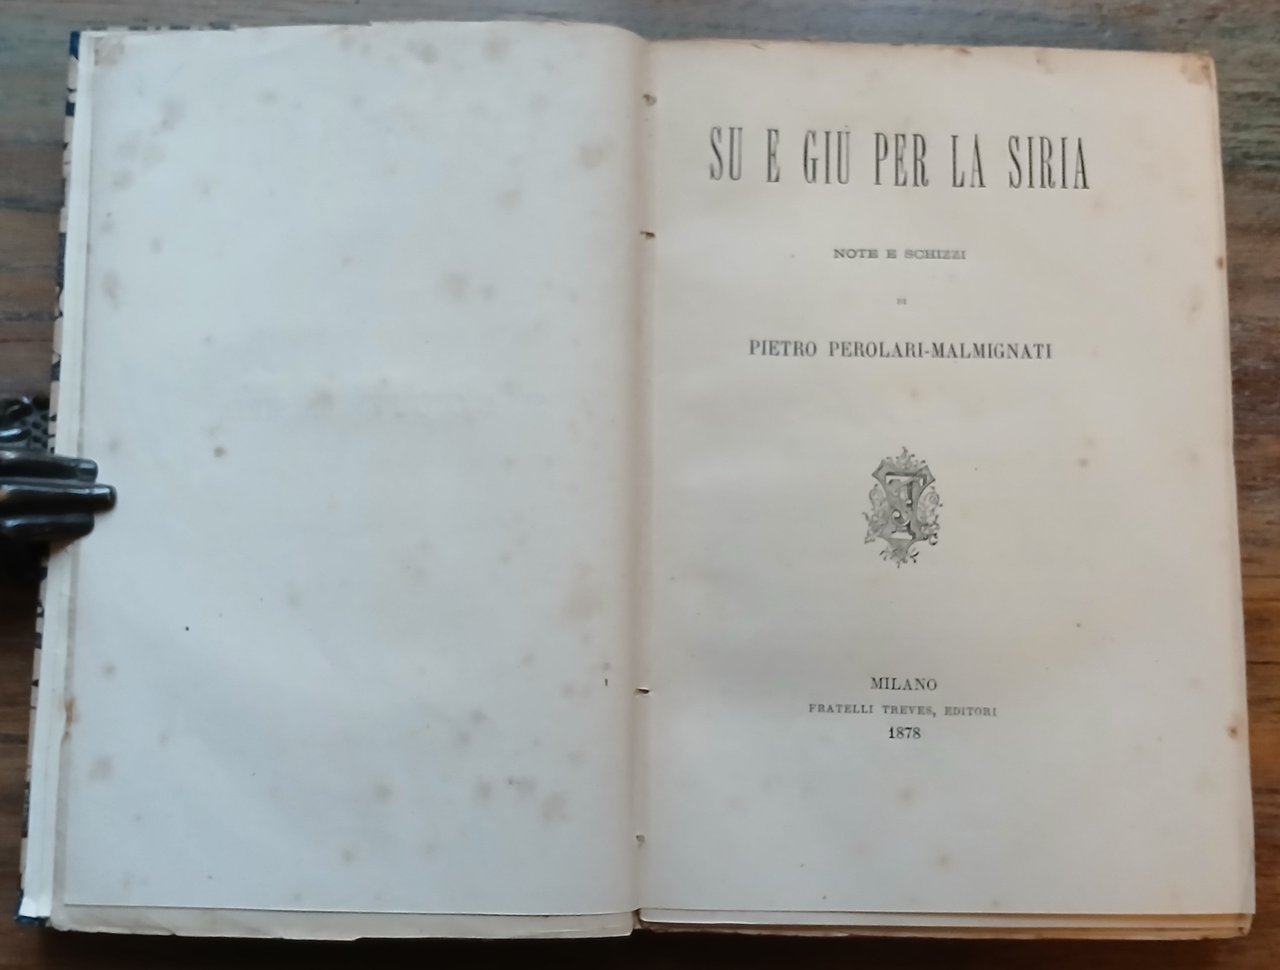 SU E GIÙ PER LA SIRIA
NOTE E SCHIZZI
DI
PIETRO PEROLARI-MALMIGNATI
MILANO
FRATELLI TREVES, EDITORI
1878